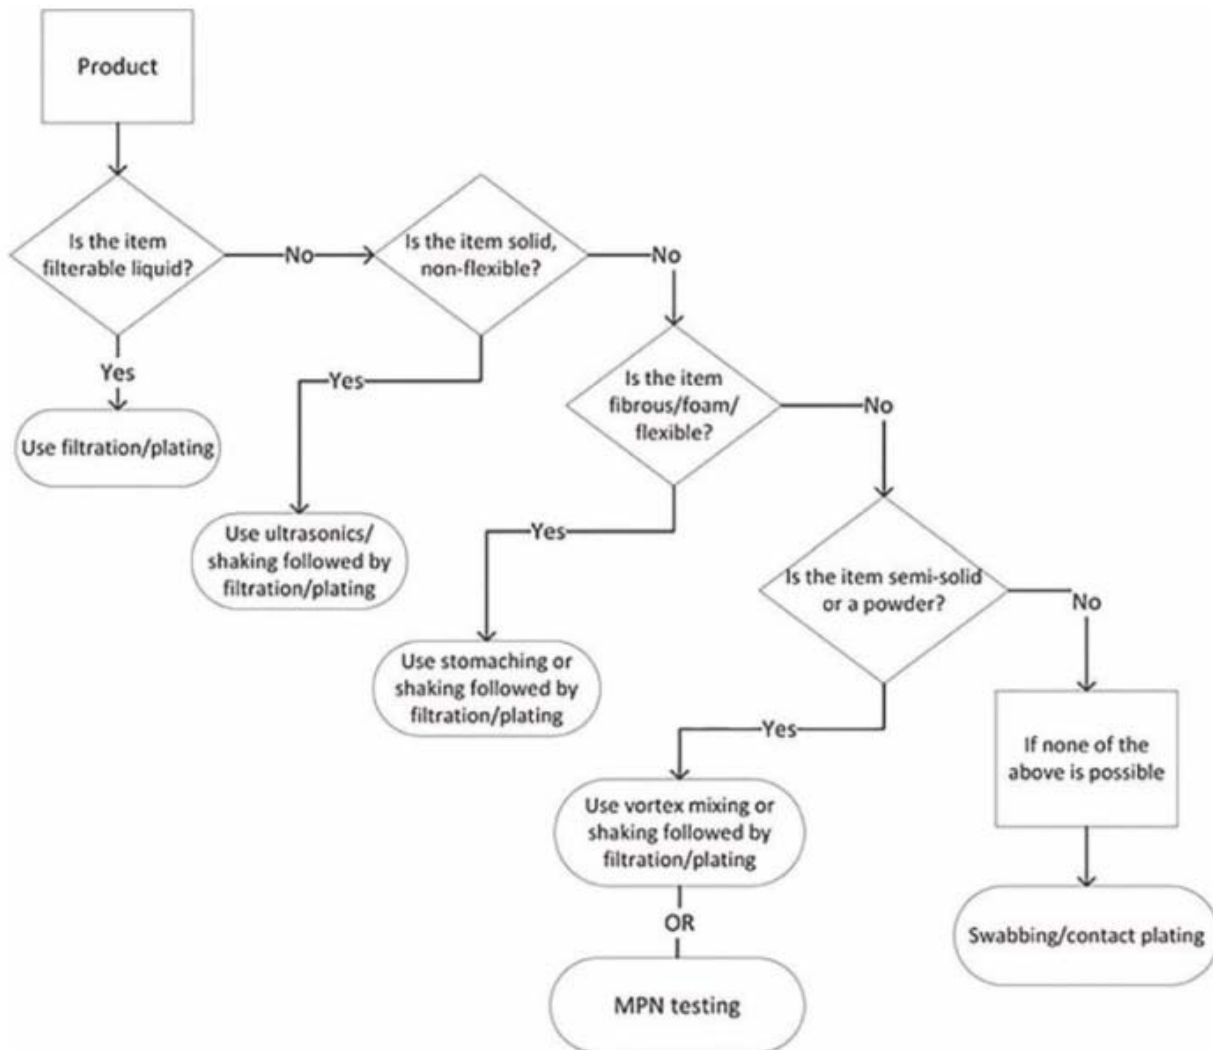 Product
Is the item
filterable liquid?
No
Is the item solid,
non-flexible?
No
Yes
Use filtration/plating
Yes
Use ultrasonics/
shaking followed by
filtration/plating
Is the item
fibrous/foam/
flexible?
No
Yes
Use stomaching or
shaking followed by
filtration/plating
Is the item semi-solid
or a powder?
No
Yes
Use vortex mixing or
shaking followed by
filtration/plating
OR
MPN testing
If none of the
above is possible
Swabbing/contact plating